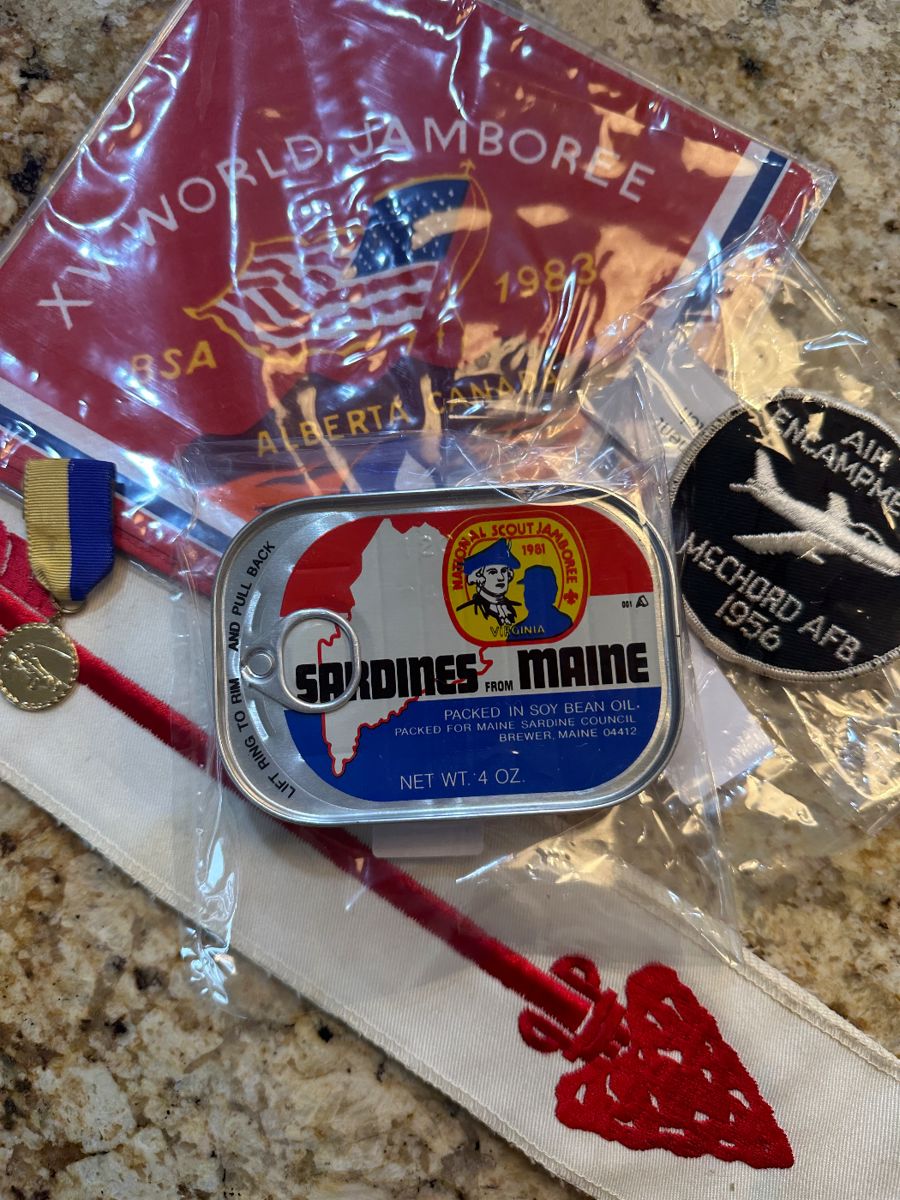 XV WORLD JAMBOREE
BSA
1983
ALBERTA CANADA
LIFT RING TO RIM AND PULL BACK
NATIONAL SCOUT JAMBOREE
1981
VIRGINIA
2
001
SARDINES FROM MAINE
PACKED IN SOY BEAN OIL.
PACKED FOR MAINE SARDINE COUNCIL
BREWER, MAINE 04412
NET WT. 4 OZ.
AIR
ENCAMPME
McCHORD AFB
1956